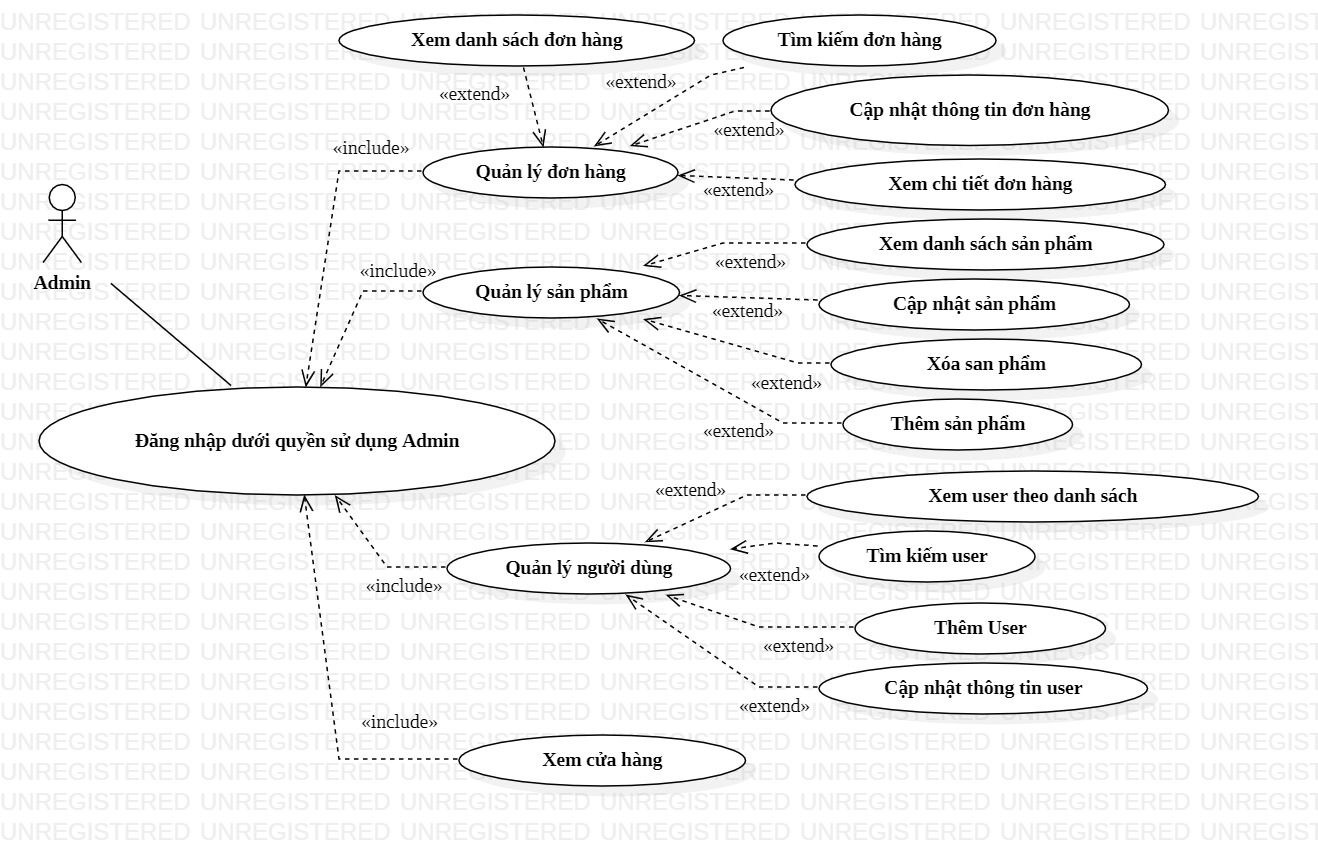 Xem danh sách đơn hàng
Tìm kiếm đơn hàng
«extend»
«extend»
Cập nhật thông tin đơn hàng
«extend»
«include»
Quản lý đơn hàng
Xem chi tiết đơn hàng
«extend»
Admin
Xem danh sách sản phẩm
«extend»
«include»
Quản lý sản phẩm
Cập nhật sản phẩm
«extend»
Xóa san phẩm
«extend»
Thêm sản phẩm
«extend»
Đăng nhập dưới quyền sử dụng Admin
«extend»
Xem user theo danh sách
Tìm kiếm user
«extend»
Quản lý người dùng
«include»
Thêm User
«extend»
Cập nhật thông tin user
«extend»
«include»
Xem cửa hàng
UNREGISTERED